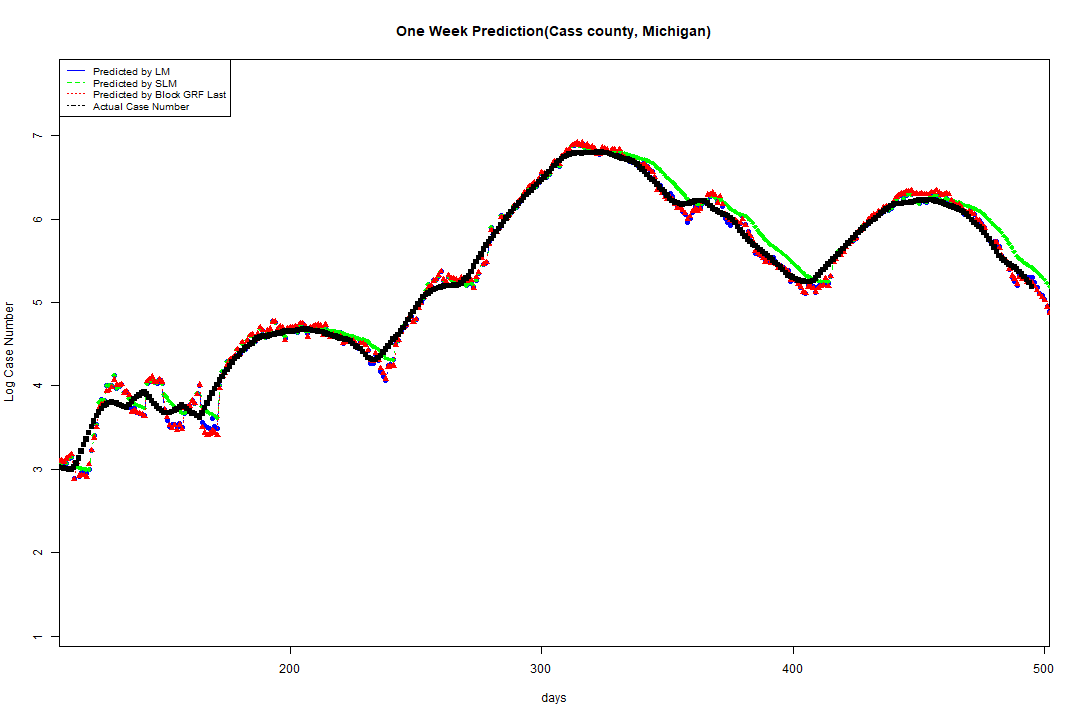 One Week Prediction(Cass county, Michigan)
Predicted by LM
Predicted by SLM
Predicted by Block GRF Last
Actual Case Number
7
6
5
4
3
2
1
Log Case Number
200 300 400 500
days